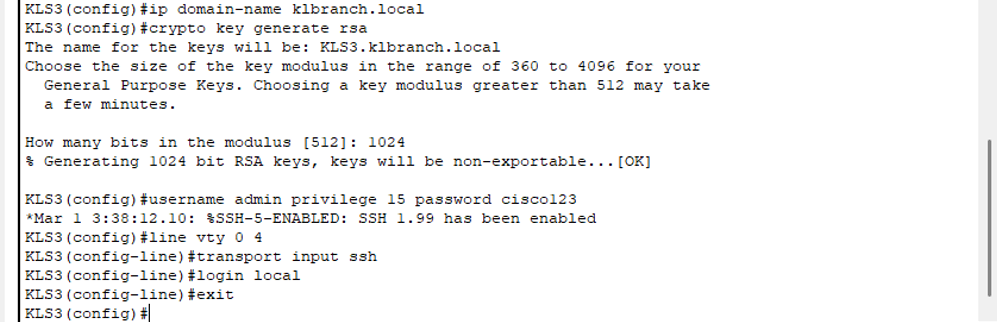 KLS3(config)#ip domain-name klbranch.local
KLS3(config)#crypto key generate rsa
The name for the keys will be: KLS3.klbranch.local
Choose the size of the key modulus in the range of 360 to 4096 for your
General Purpose Keys. Choosing a key modulus greater than 512 may take
a few minutes.
How many bits in the modulus [512]: 1024
% Generating 1024 bit RSA keys, keys will be non-exportable...[OK]
KLS3(config)#username admin privilege 15 password cisco123
*Mar 1 3:38:12.10: %SSH-5-ENABLED: SSH 1.99 has been enabled
KLS3(config)#line vty 0 4
KLS3(config-line)#transport input ssh
KLS3(config-line)#login local
KLS3(config-line)#exit
KLS3(config)#